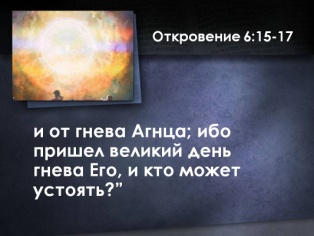 Откровение 6:15-17
и от гнева Агнца; ибо
пришел великий день
гнева Его, и кто может
устоять?”